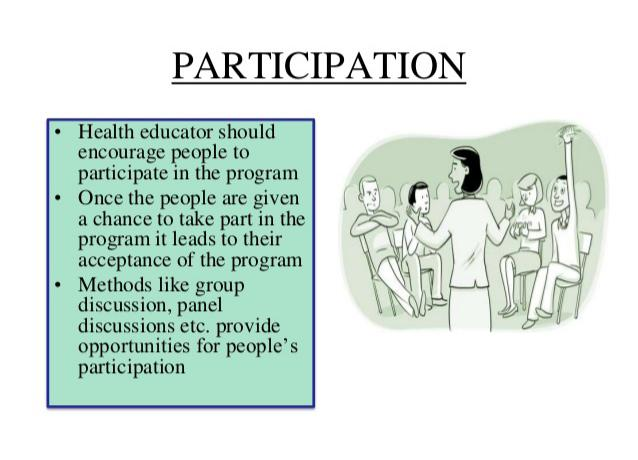 PARTICIPATION
• Health educator should
encourage people to
participate in the program
• Once the people are given
a chance to take part in the
program it leads to their
acceptance of the program
• Methods like group
discussion, panel
discussions etc. provide
opportunities for people’s
participation